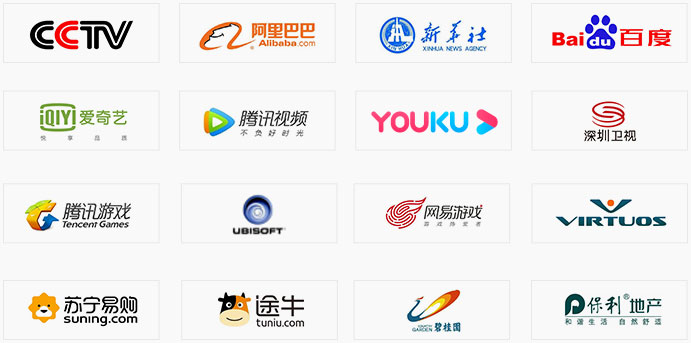 CCTV
阿里巴巴
Alibaba.com
新华社
XINHUA NEWS AGENCY
Bai du 百度
iQIYI 爱奇艺
悦享品质
腾讯视频
不负好时光
YOUKU
深圳卫视
腾讯游戏
Tencent Games
UBISOFT
网易游戏
游戏热爱者
VIRTUOS
苏宁易购
suning.com
途牛
tuniu.com
COUNTRY
GARDEN 碧桂园
P保利®地产
和谐生活 自然舒适